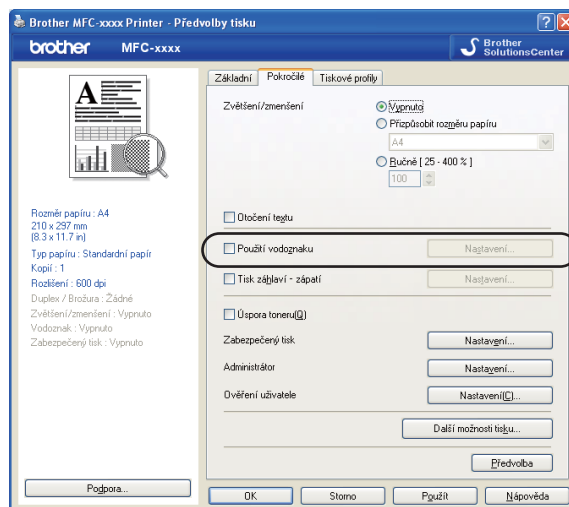 Brother MFC-xxxx Printer - Předvolby tisku
brother MFC-xxxx
Brother
SolutionsCenter
Základní Pokročilé Tiskové profily
Zvětšení/zmenšení
Vypnuto
Přizpůsobit rozměru papíru
A4
Ručně [ 25 - 400 % ]
100
Otočení textu
Použití vodoznaku Nastavení...
Tisk záhlaví - zápatí Nastavení...
Úspora toneru(Q)
Zabezpečený tisk Nastavení...
Administrátor Nastavení...
Ověření uživatele Nastavení(C)...
Další možnosti tisku...
Předvolba
A
Rozměr papíru : A4
210 x 297 mm
(8.3 x 11.7 in)
Typ papíru : Standardní papír
Kopií : 1
Rozlišení : 600 dpi
Duplex / Brožura : Žádné
Zvětšení/zmenšení : Vypnuto
Vodoznak : Vypnuto
Zabezpečený tisk : Vypnuto
Podpora...
OK Storno Použít Nápověda